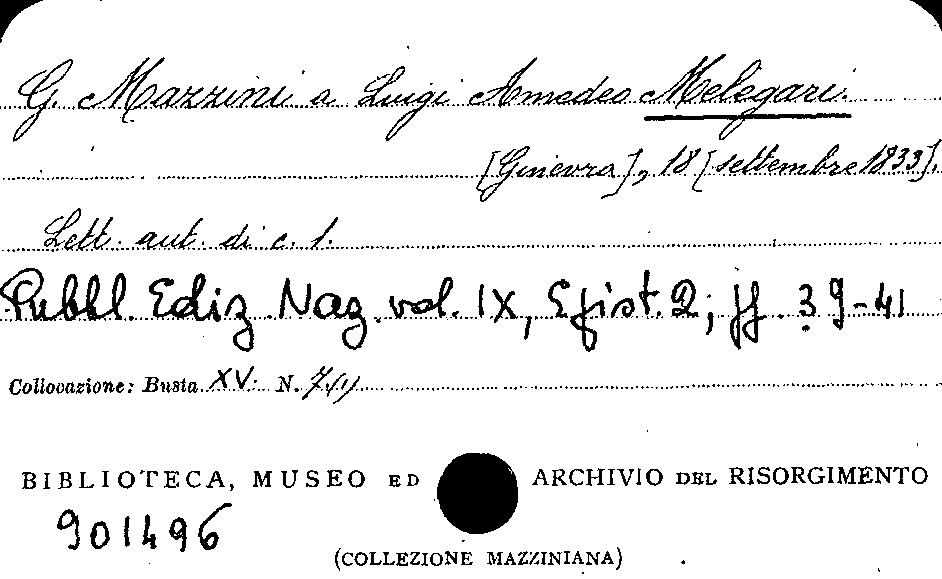 G. Mazzini a Luigi Amedeo Melegari.
[Ginevra], 18 [settembre 1833].
Lett. aut. di c. 1.
Pubbl. Ediz. Naz. vol. IX, Epist. 2; pp. 39-41
Collocazione: Busta XV. N. 7/11
BIBLIOTECA, MUSEO ED ARCHIVIO DEL RISORGIMENTO
901496
(COLLEZIONE MAZZINIANA)